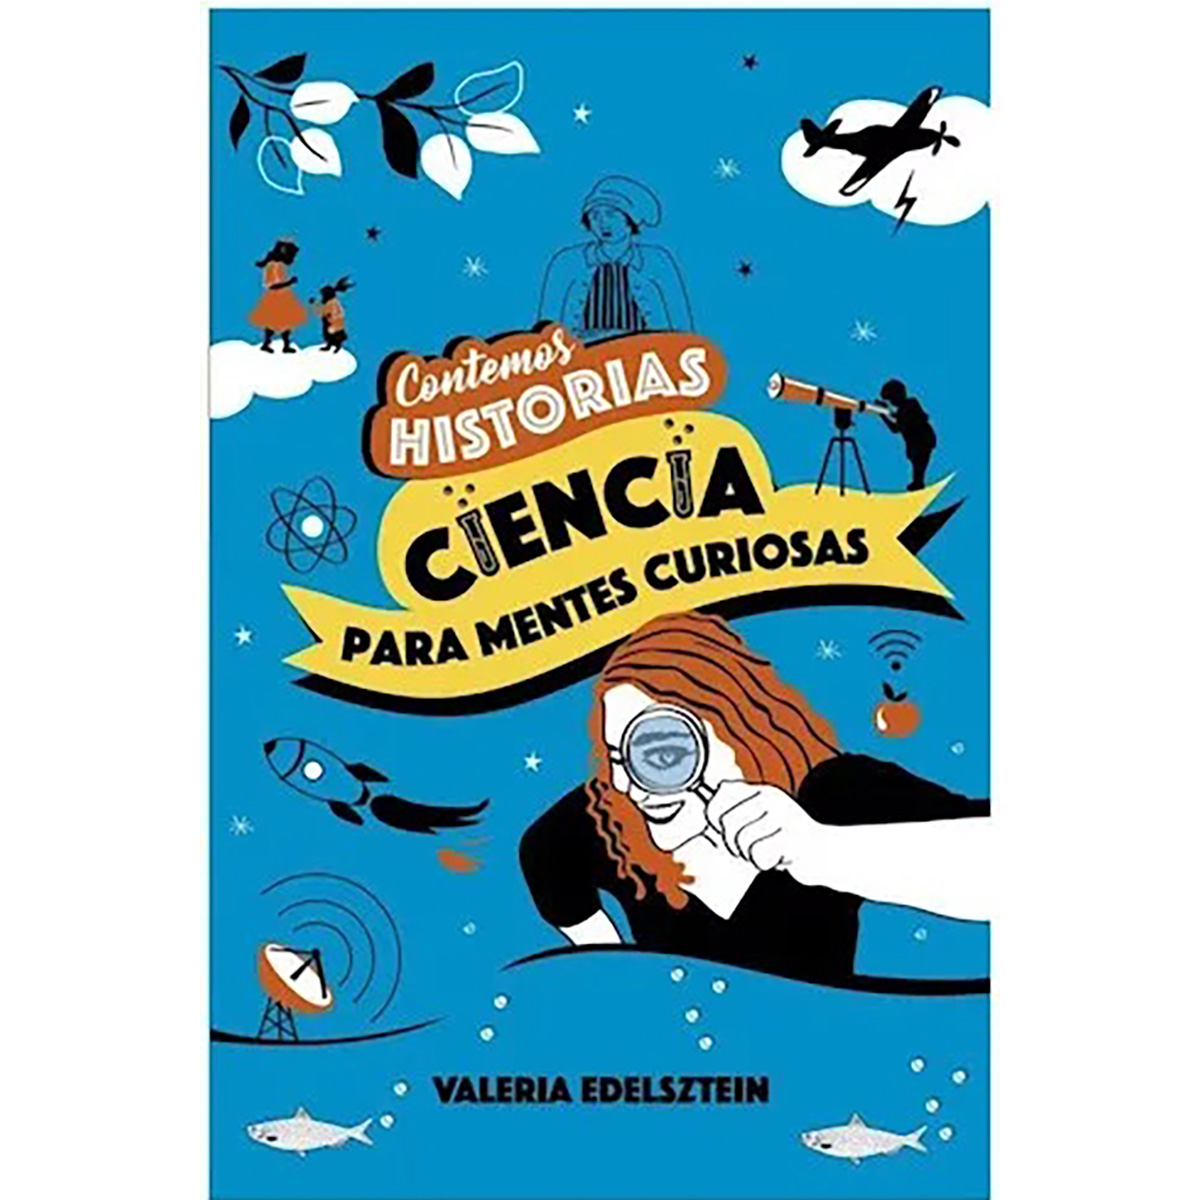 Contemos
HISTORIAS
CIENCIA
PARA MENTES CURIOSAS
VALERIA EDELSZTEIN